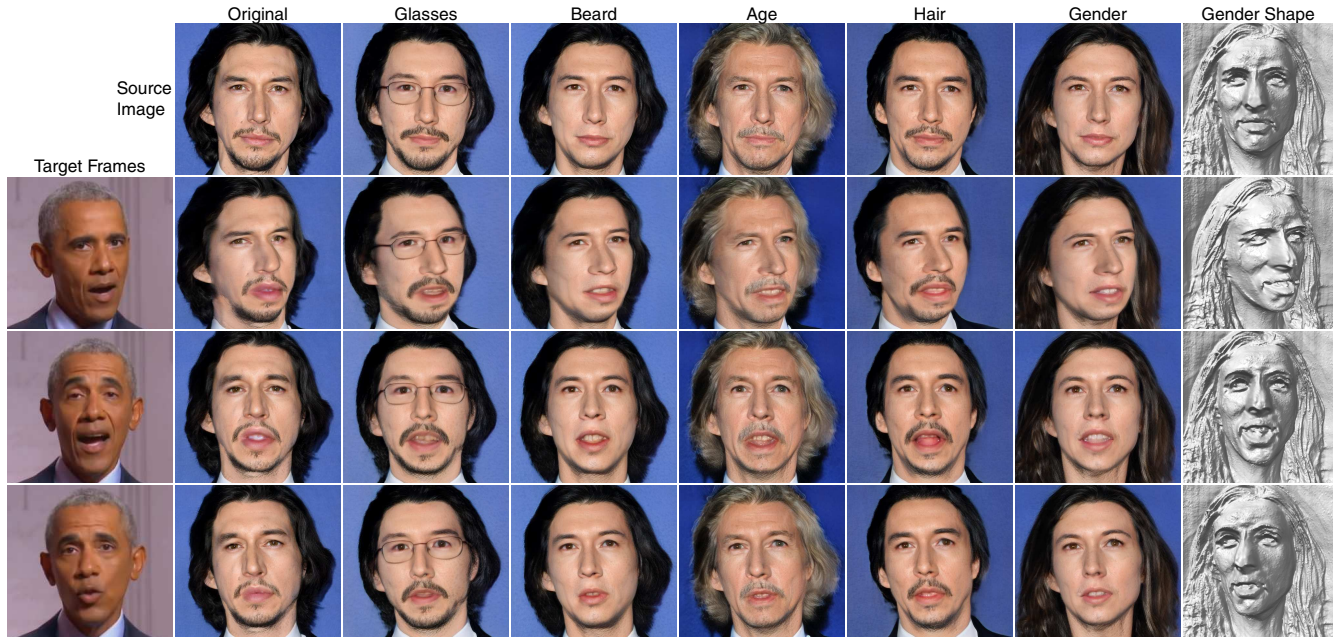 Original Glasses Beard Age Hair Gender Gender Shape
Source
Image
Target Frames